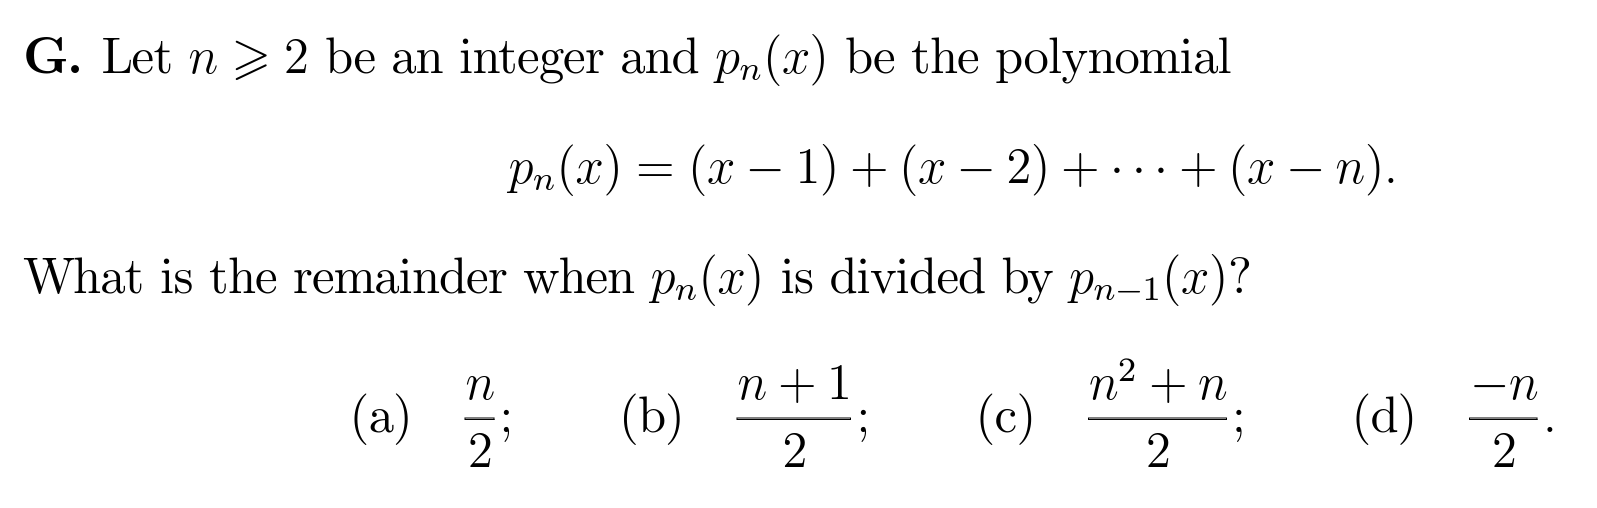 G. Let n ⩾ 2 be an integer and pₙ(x) be the polynomial
pₙ(x) = (x − 1) + (x − 2) + · · · + (x − n).
What is the remainder when pₙ(x) is divided by pₙ₋₁(x)?
(a) n/2; (b) (n + 1)/2; (c) (n² + n)/2; (d) −n/2.